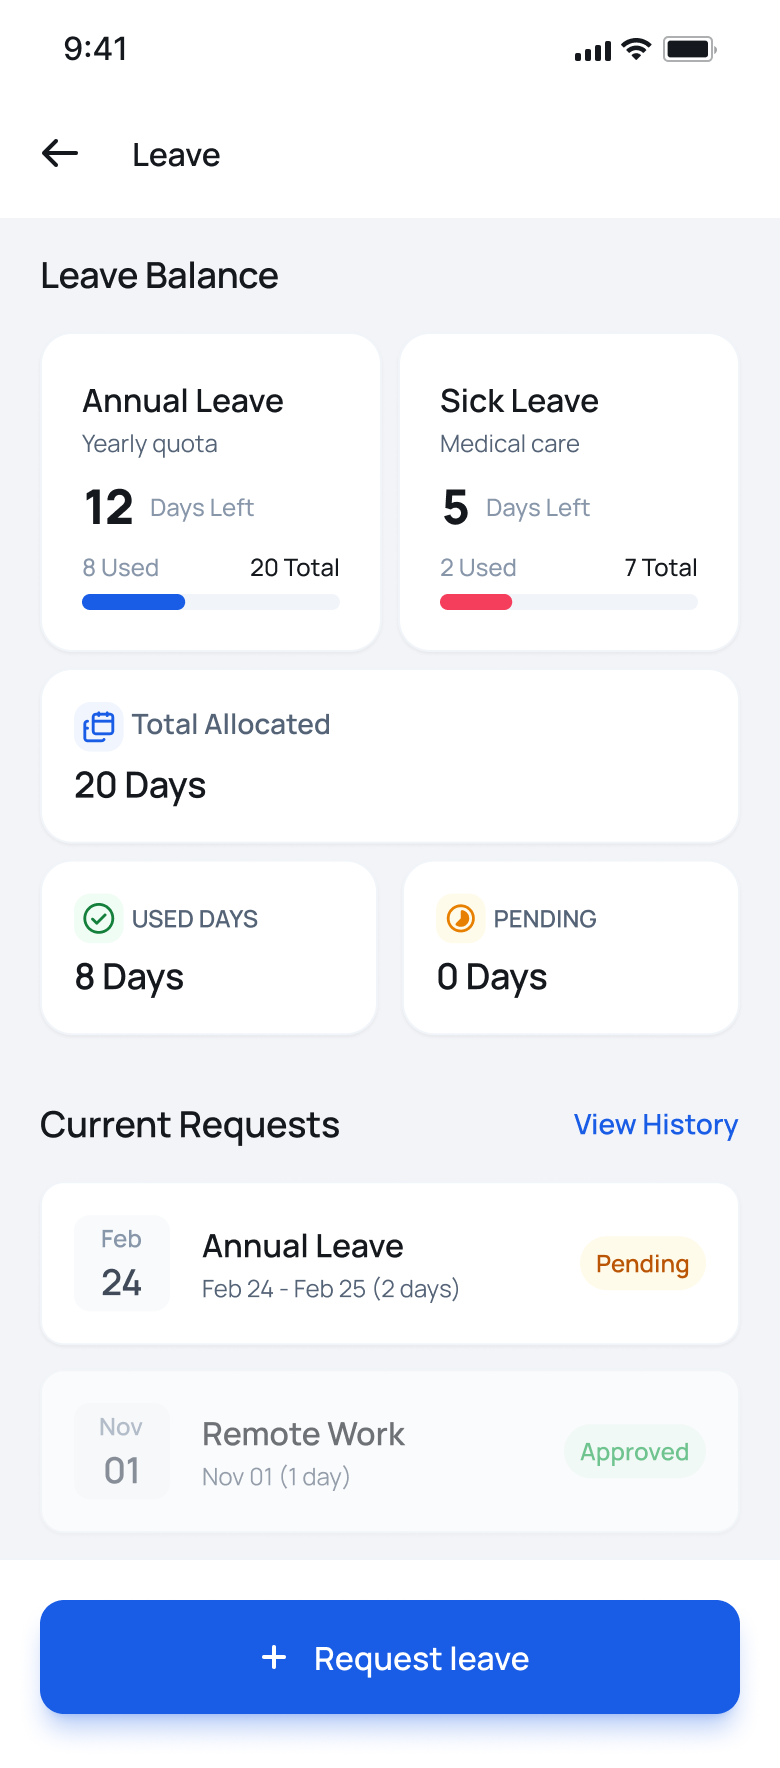 9:41
Leave
Leave Balance
Annual Leave
Yearly quota
12 Days Left
8 Used 20 Total
Sick Leave
Medical care
5 Days Left
2 Used 7 Total
Total Allocated
20 Days
USED DAYS
8 Days
PENDING
0 Days
Current Requests
View History
Feb
24
Annual Leave
Feb 24 - Feb 25 (2 days)
Pending
Nov
01
Remote Work
Nov 01 (1 day)
Approved
+ Request leave